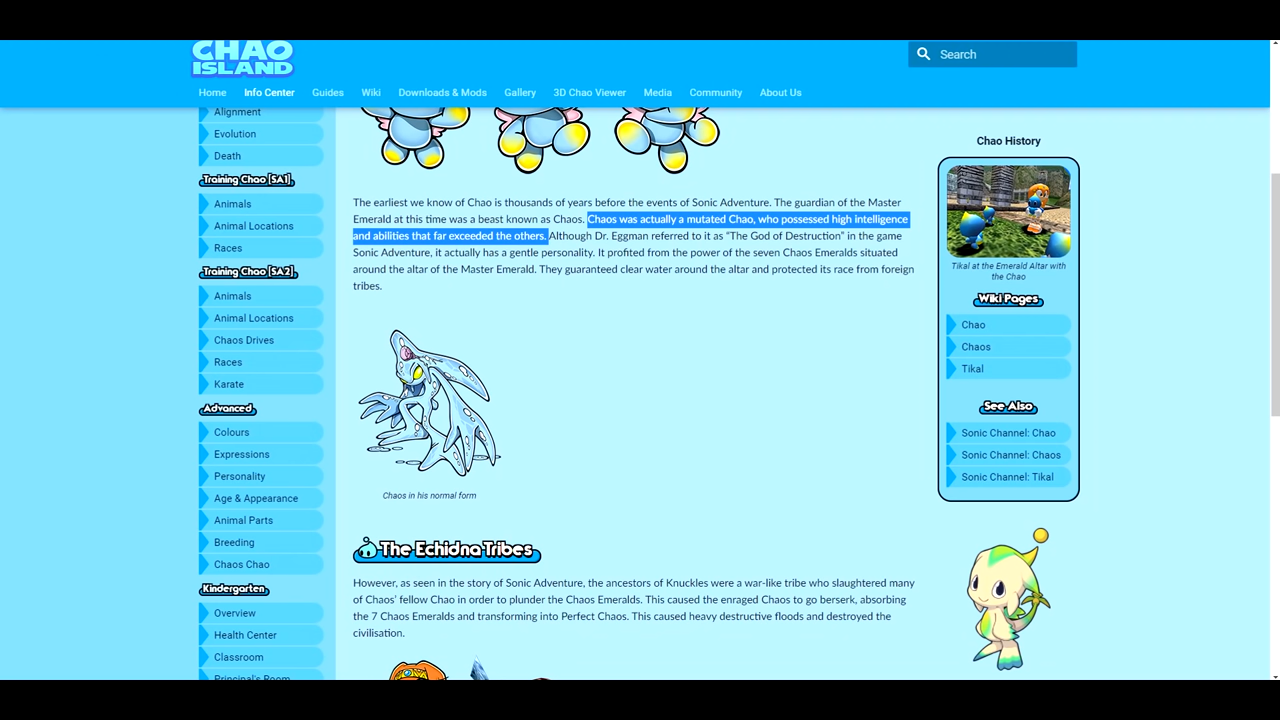 CHAO
ISLAND
Search
Home
Info Center
Guides
Wiki
Downloads & Mods
Gallery
3D Chao Viewer
Media
Community
About Us
Alignment
Evolution
Death
Training Chao [SA1]
Animals
Animal Locations
Races
Training Chao [SA2]
Animals
Animal Locations
Chaos Drives
Races
Karate
Advanced
Colours
Expressions
Personality
Age & Appearance
Animal Parts
Breeding
Chaos Chao
Kindergarten
Overview
Health Center
Classroom
Principal's Room
The earliest we know of Chao is thousands of years before the events of Sonic Adventure. The guardian of the Master
Emerald at this time was a beast known as Chaos. Chaos was actually a mutated Chao, who possessed high intelligence
and abilities that far exceeded the others. Although Dr. Eggman referred to it as “The God of Destruction” in the game
Sonic Adventure, it actually has a gentle personality. It profited from the power of the seven Chaos Emeralds situated
around the altar of the Master Emerald. They guaranteed clear water around the altar and protected its race from foreign
tribes.
Chaos in his normal form
The Echidna Tribes
However, as seen in the story of Sonic Adventure, the ancestors of Knuckles were a war-like tribe who slaughtered many
of Chaos’ fellow Chao in order to plunder the Chaos Emeralds. This caused the enraged Chaos to go berserk, absorbing
the 7 Chaos Emeralds and transforming into Perfect Chaos. This caused heavy destructive floods and destroyed the
civilisation.
Chao History
Tikal at the Emerald Altar with
the Chao
Wiki Pages
Chao
Chaos
Tikal
See Also
Sonic Channel: Chao
Sonic Channel: Chaos
Sonic Channel: Tikal